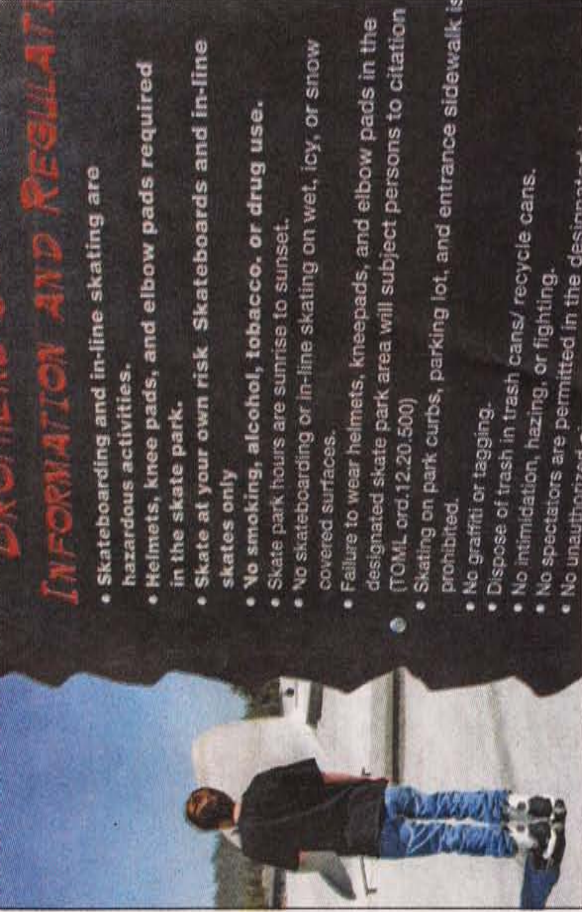 INFORMATION AND REGULATI
• Skateboarding and in-line skating are
hazardous activities.
• Helmets, knee pads, and elbow pads required
in the skate park.
• Skate at your own risk  Skateboards and in-line
skates only
• No smoking, alcohol, tobacco. or drug use.
• Skate park hours are sunrise to sunset.
• No skateboarding or in-line skating on wet, icy, or snow
covered surfaces.
• Failure to wear helmets, kneepads, and elbow pads in the
designated skate park area will subject persons to citation
(TOML ord.12.20.500)
• Skating on park curbs, parking lot, and entrance sidewalk is
prohibited.
• No graffiti or tagging.
• Dispose of trash in trash cans/ recycle cans.
• No intimidation, hazing, or fighting.
• No spectators are permitted in the designated
• No